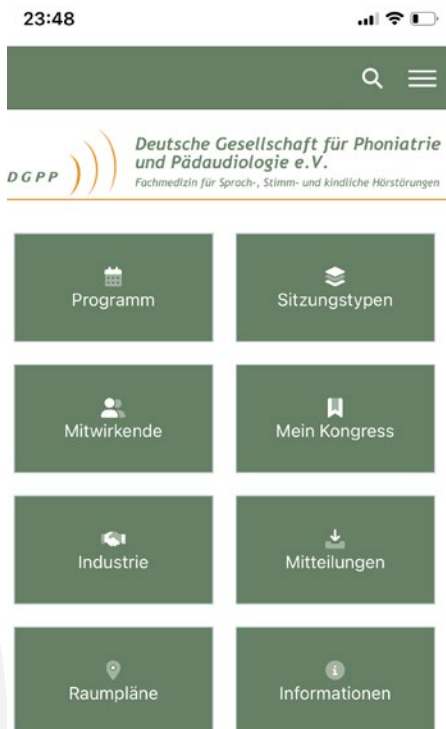 23:48
DGPP
Deutsche Gesellschaft für Phoniatrie
und Pädaudiologie e.V.
Fachmedizin für Sprach-, Stimm- und kindliche Hörstörungen
Programm
Sitzungstypen
Mitwirkende
Mein Kongress
Industrie
Mitteilungen
Raumpläne
Informationen